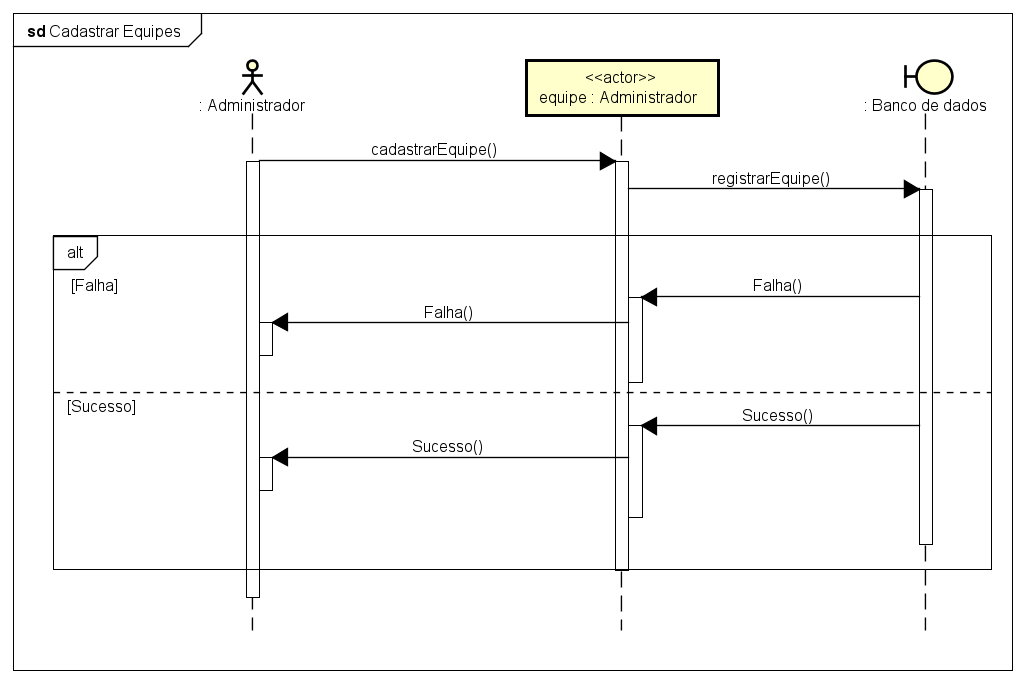 sd Cadastrar Equipes
: Administrador
<<actor>>
equipe : Administrador
: Banco de dados
cadastrarEquipe()
registrarEquipe()
alt
[Falha]
Falha()
Falha()
[Sucesso]
Sucesso()
Sucesso()